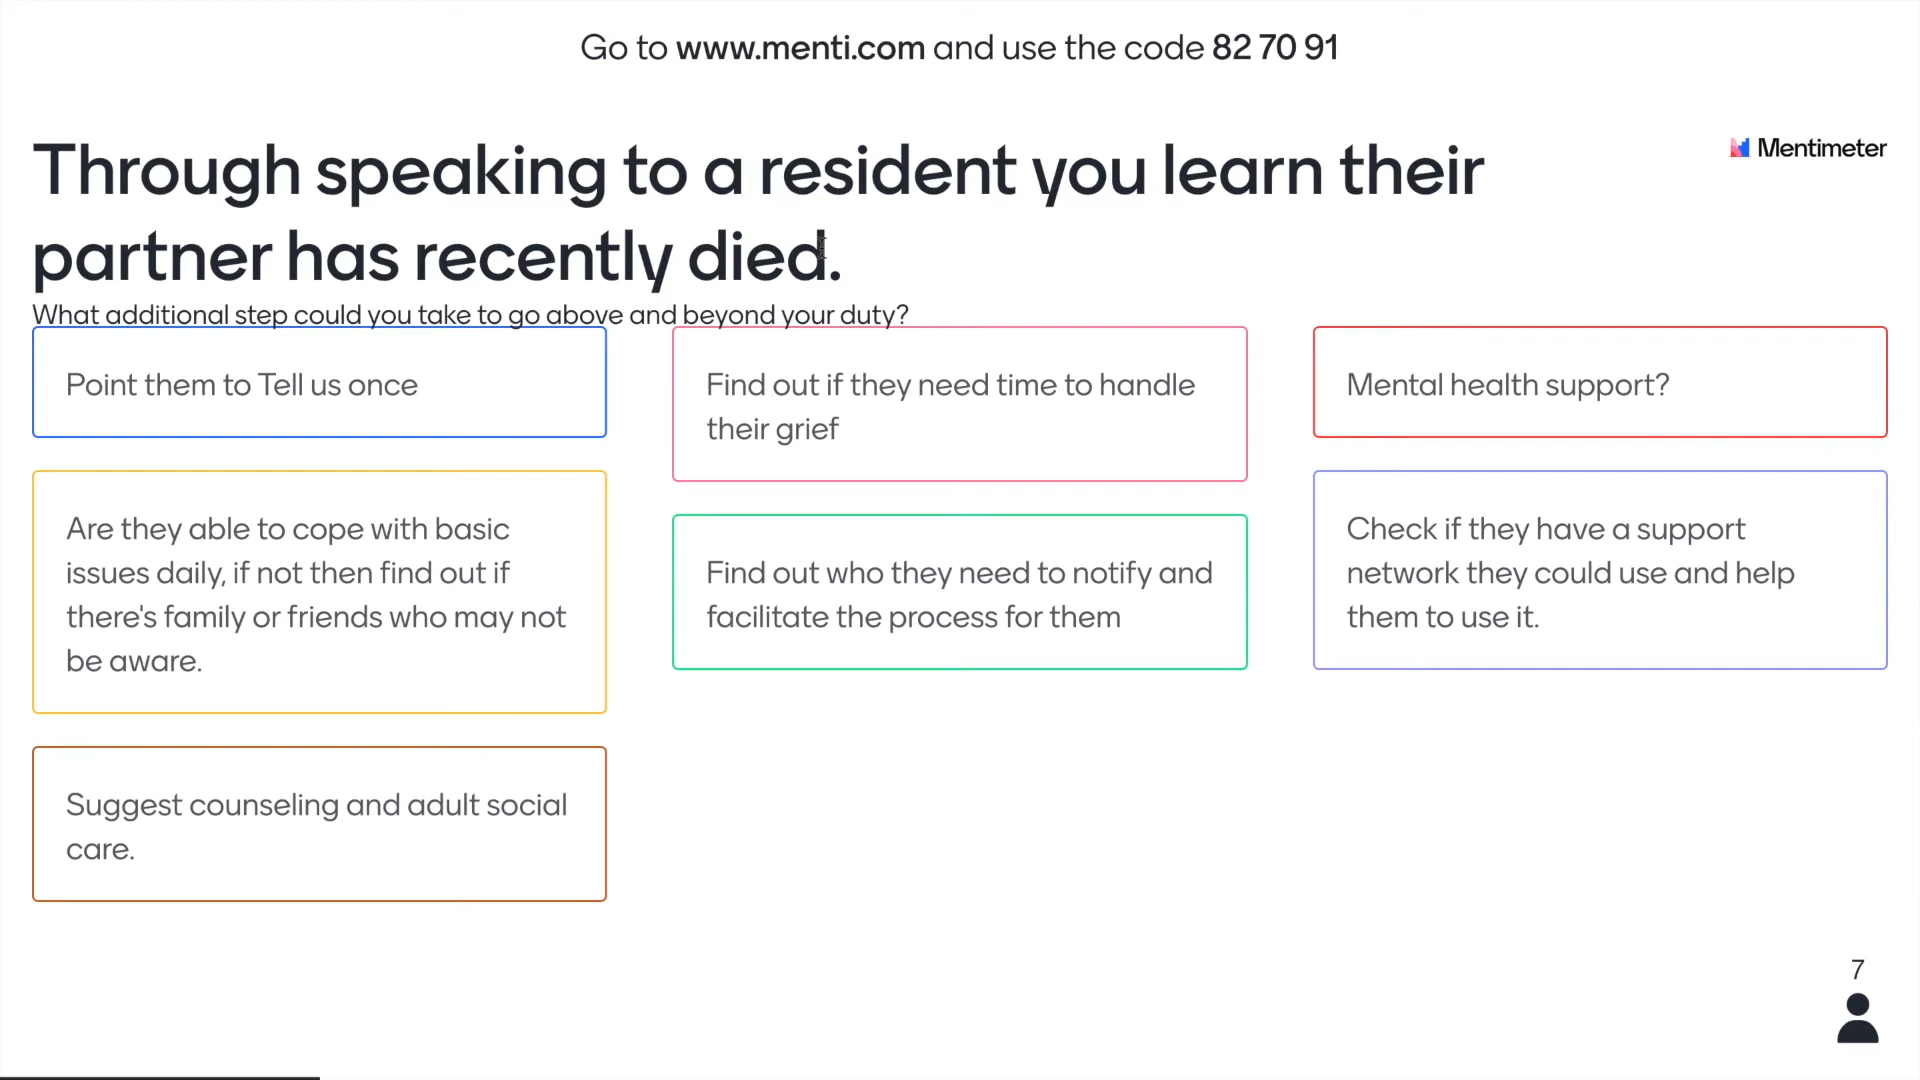 Go to www.menti.com and use the code 82 70 91
Mentimeter
Through speaking to a resident you learn their
partner has recently died.
What additional step could you take to go above and beyond your duty?
Point them to Tell us once
Find out if they need time to handle
their grief
Mental health support?
Are they able to cope with basic
issues daily, if not then find out if
there's family or friends who may not
be aware.
Find out who they need to notify and
facilitate the process for them
Check if they have a support
network they could use and help
them to use it.
Suggest counseling and adult social
care.
7